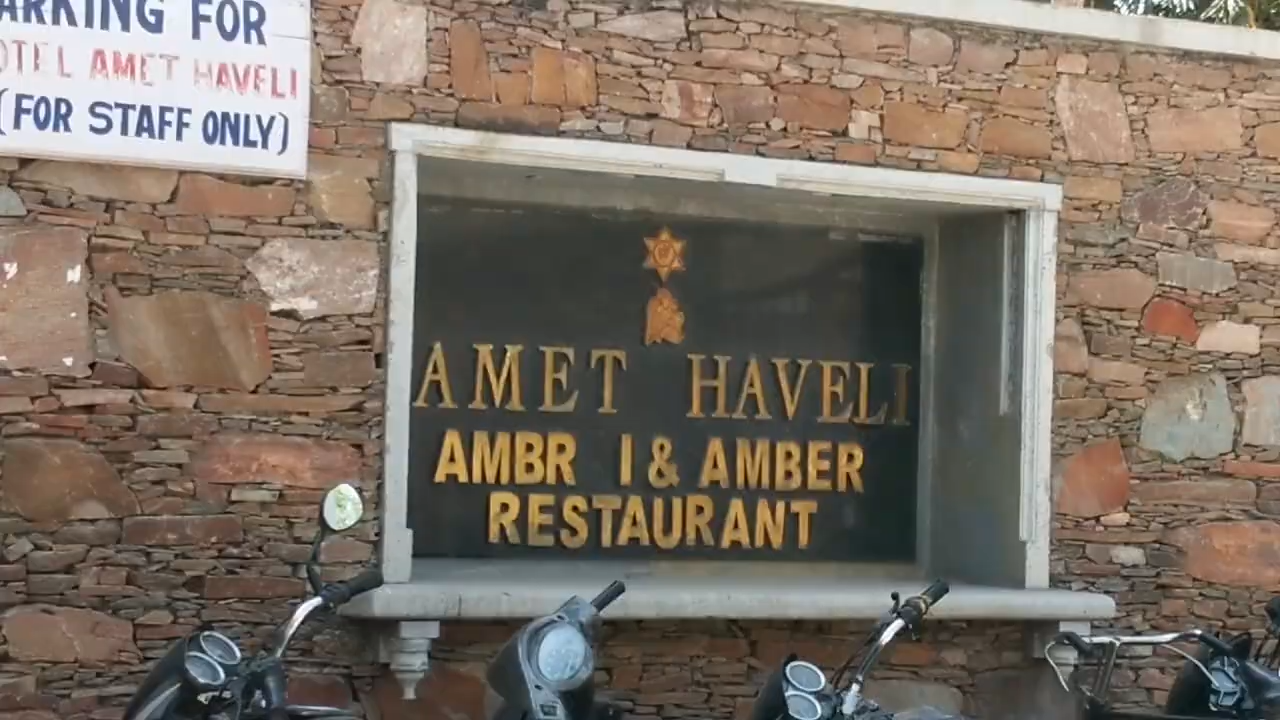 ARKING FOR
OTEL AMET HAVELI
(FOR STAFF ONLY)
AMET HAVELI
AMBR I & AMBER
RESTAURANT